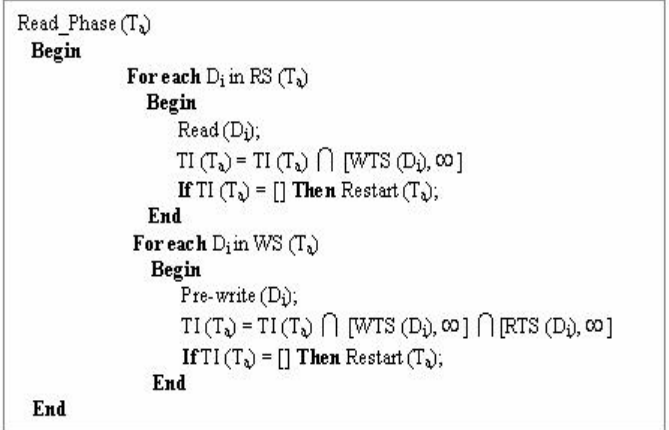 Read_Phase (Tₐ)
Begin
For each Dᵢ in RS (Tₐ)
Begin
Read (Dᵢ);
TI (Tₐ) = TI (Tₐ) ⋂ [WTS (Dᵢ), ∞]
If TI (Tₐ) = [] Then Restart (Tₐ);
End
For each Dᵢ in WS (Tₐ)
Begin
Pre-write (Dᵢ);
TI (Tₐ) = TI (Tₐ) ⋂ [WTS (Dᵢ), ∞] ⋂ [RTS (Dᵢ), ∞]
If TI (Tₐ) = [] Then Restart (Tₐ);
End
End